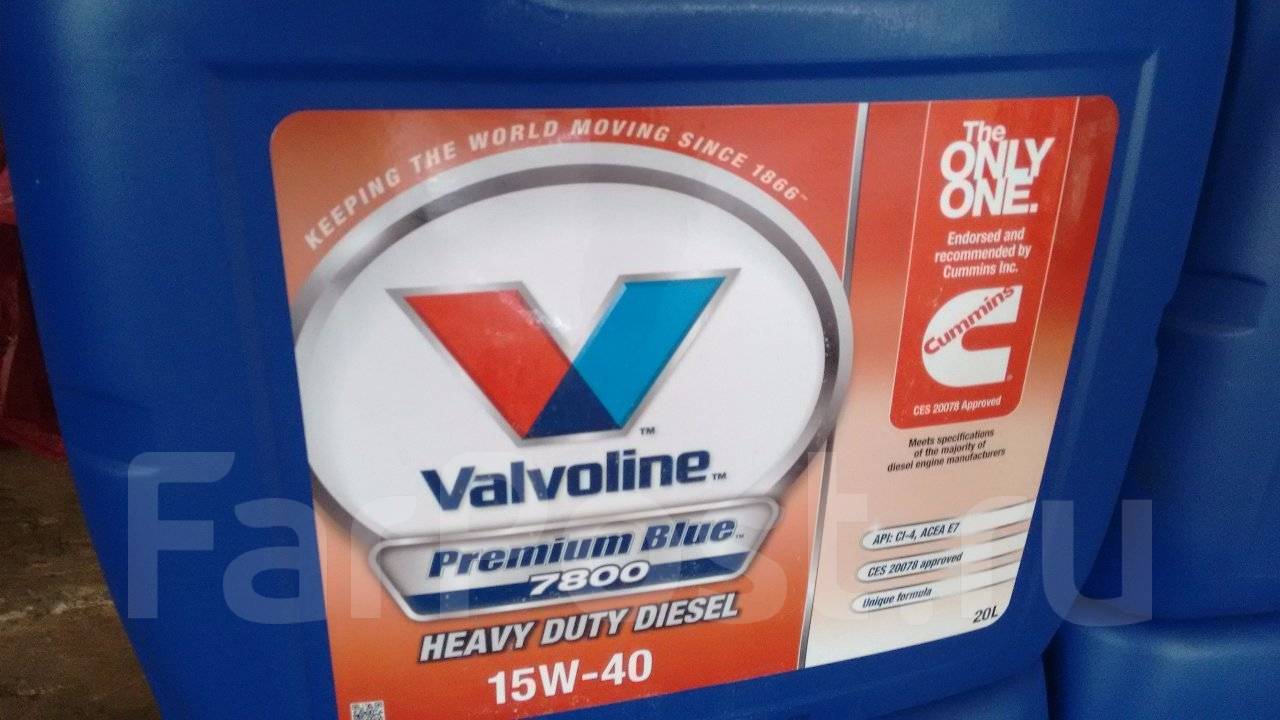 KEEPING THE WORLD MOVING SINCE 1866™
Valvoline™
Premium Blue™
7800
HEAVY DUTY DIESEL
15W-40
The
ONLY
ONE.
Endorsed and
recommended by
Cummins Inc.
Cummins
CES 20078 Approved
Meets specifications
of the majority of
diesel engine manufacturers
API: CI-4, ACEA E7
CES 20078 approved
Unique formula
20L
FarPost.ru